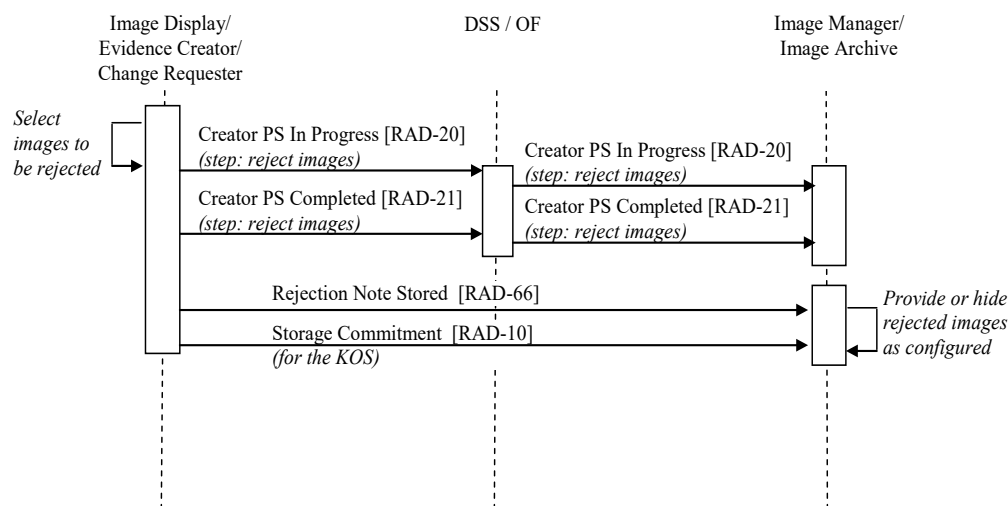 Image Display/
Evidence Creator/
Change Requester
DSS / OF
Image Manager/
Image Archive
Select
images to
be rejected
Creator PS In Progress [RAD-20]
(step: reject images)
Creator PS In Progress [RAD-20]
(step: reject images)
Creator PS Completed [RAD-21]
(step: reject images)
Creator PS Completed [RAD-21]
(step: reject images)
Rejection Note Stored [RAD-66]
Storage Commitment [RAD-10]
(for the KOS)
Provide or hide
rejected images
as configured